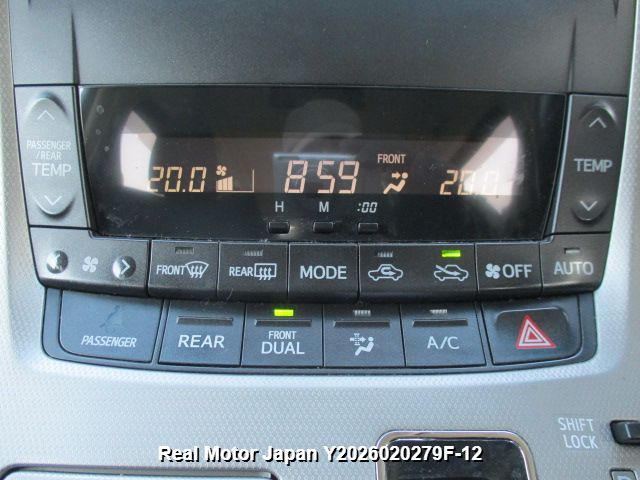 PASSENGER
/REAR
TEMP
20.0
8:59
FRONT
20.0
TEMP
H
M
:00
FRONT
REAR
MODE
OFF
AUTO
PASSENGER
REAR
FRONT
DUAL
A/C
SHIFT
LOCK
Real Motor Japan Y2026020279F-12